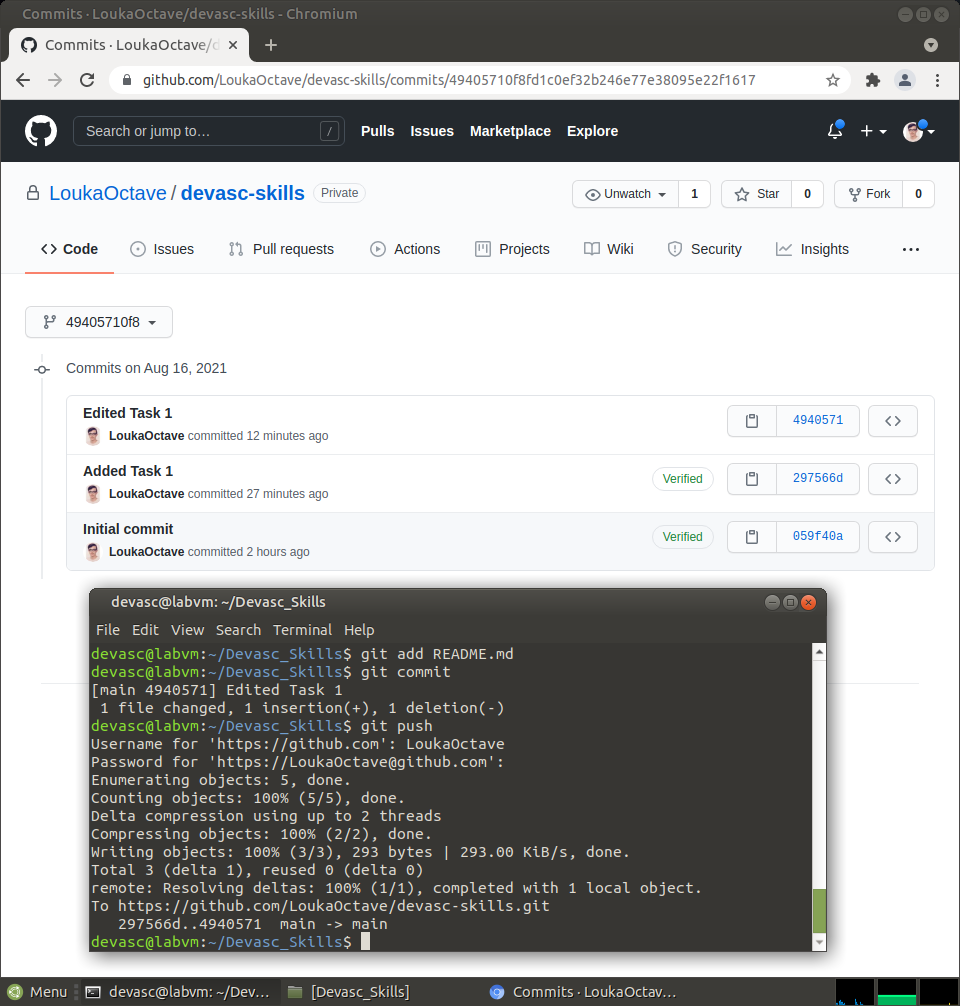 Commits · LoukaOctave/devasc-skills - Chromium
Commits · LoukaOctave/d
github.com/LoukaOctave/devasc-skills/commits/49405710f8fd1c0ef32b246e77e38095e22f1617
Search or jump to… / Pulls Issues Marketplace Explore
LoukaOctave / devasc-skills Private Unwatch 1 Star 0 Fork 0
Code Issues Pull requests Actions Projects Wiki Security Insights
49405710f8
Commits on Aug 16, 2021
Edited Task 1
LoukaOctave committed 12 minutes ago
4940571
Added Task 1
LoukaOctave committed 27 minutes ago
Verified 297566d
Initial commit
LoukaOctave committed 2 hours ago
Verified 059f40a
devasc@labvm: ~/Devasc_Skills
File Edit View Search Terminal Help
devasc@labvm:~/Devasc_Skills$ git add README.md
devasc@labvm:~/Devasc_Skills$ git commit
[main 4940571] Edited Task 1
 1 file changed, 1 insertion(+), 1 deletion(-)
devasc@labvm:~/Devasc_Skills$ git push
Username for 'https://github.com': LoukaOctave
Password for 'https://LoukaOctave@github.com':
Enumerating objects: 5, done.
Counting objects: 100% (5/5), done.
Delta compression using up to 2 threads
Compressing objects: 100% (2/2), done.
Writing objects: 100% (3/3), 293 bytes | 293.00 KiB/s, done.
Total 3 (delta 1), reused 0 (delta 0)
remote: Resolving deltas: 100% (1/1), completed with 1 local object.
To https://github.com/LoukaOctave/devasc-skills.git
   297566d..4940571  main -> main
devasc@labvm:~/Devasc_Skills$
Menu devasc@labvm: ~/Dev... [Devasc_Skills] Commits · LoukaOctav...